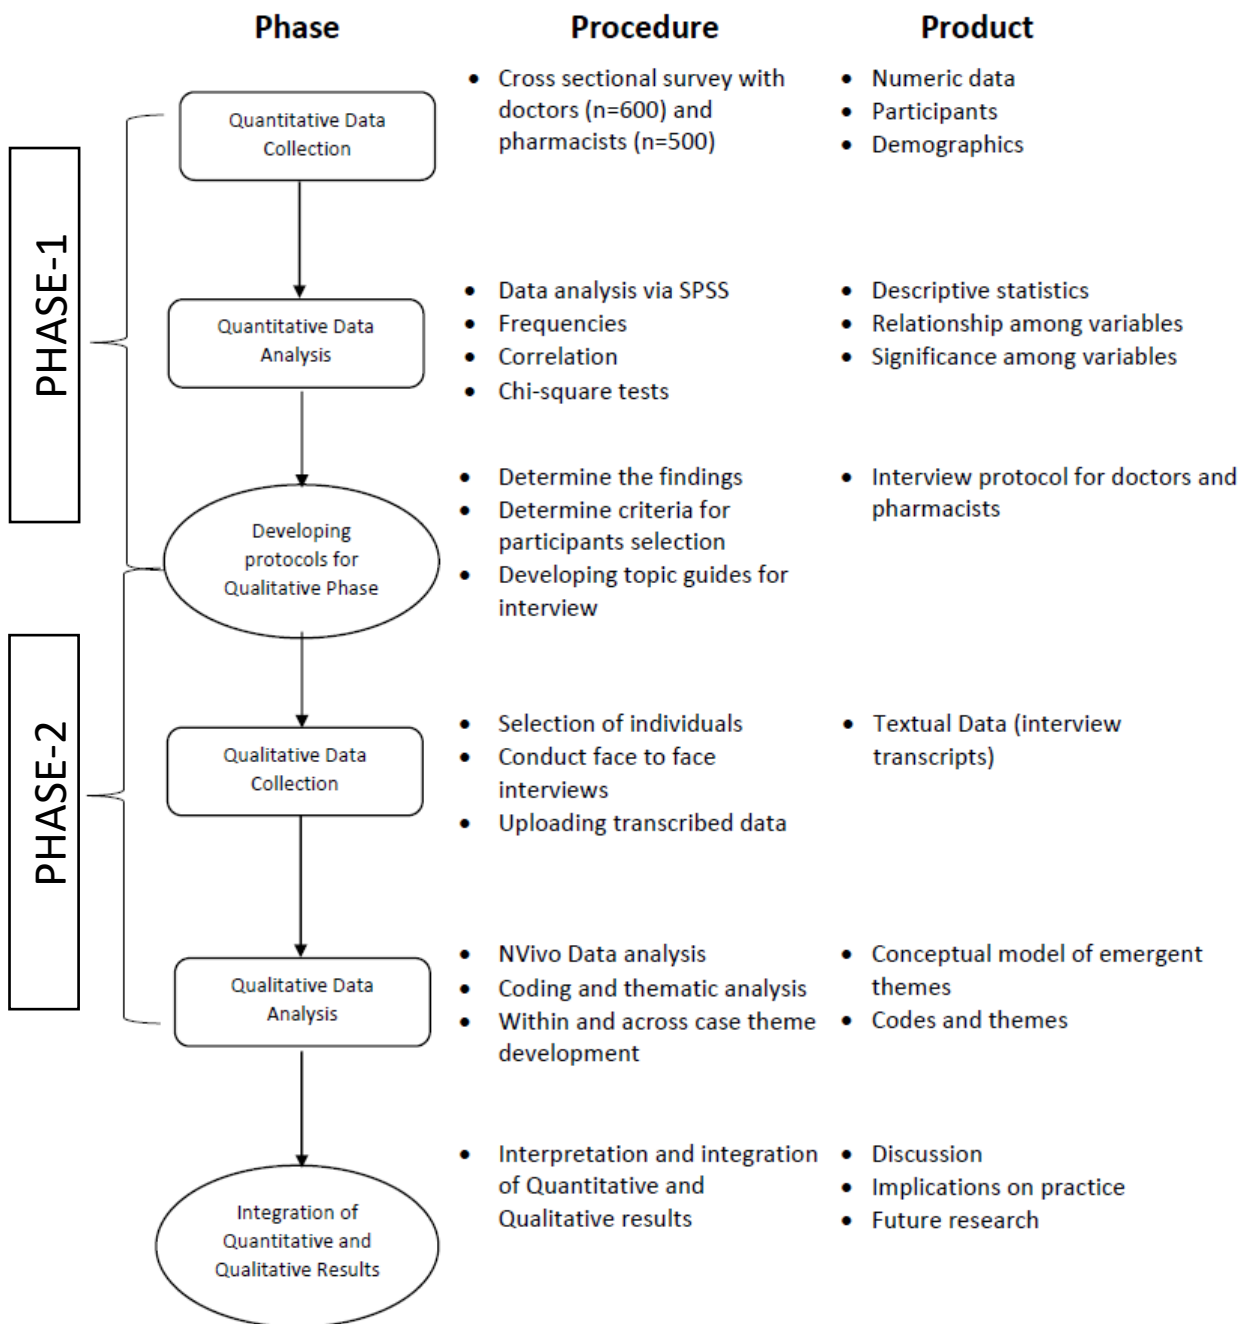 Phase
Procedure
Product
PHASE-1
Quantitative Data
Collection
• Cross sectional survey with
doctors (n=600) and
pharmacists (n=500)
• Numeric data
• Participants
• Demographics
Quantitative Data
Analysis
• Data analysis via SPSS
• Frequencies
• Correlation
• Chi-square tests
• Descriptive statistics
• Relationship among variables
• Significance among variables
Developing
protocols for
Qualitative Phase
• Determine the findings
• Determine criteria for
participants selection
• Developing topic guides for
interview
• Interview protocol for doctors and
pharmacists
PHASE-2
Qualitative Data
Collection
• Selection of individuals
• Conduct face to face
interviews
• Uploading transcribed data
• Textual Data (interview
transcripts)
Qualitative Data
Analysis
• NVivo Data analysis
• Coding and thematic analysis
• Within and across case theme
development
• Conceptual model of emergent
themes
• Codes and themes
Integration of
Quantitative and
Qualitative Results
• Interpretation and integration
of Quantitative and
Qualitative results
• Discussion
• Implications on practice
• Future research